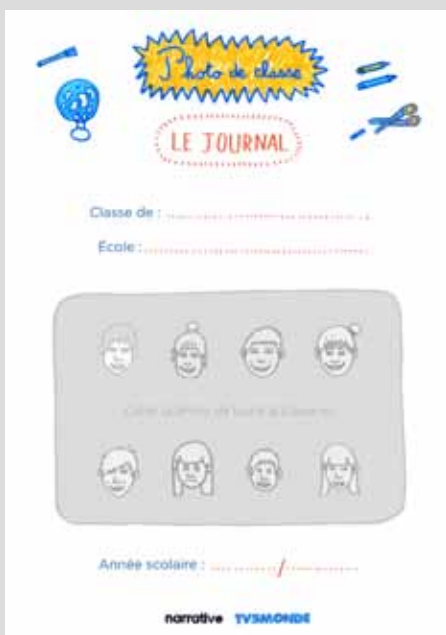 Photo de classe
LE JOURNAL
Classe de : ........................................
École : ........................................
Année scolaire : ............/............
narrative TV5MONDE